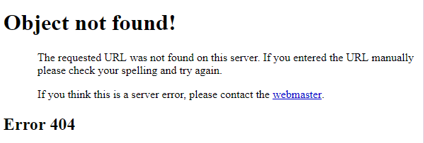 Object not found!
The requested URL was not found on this server. If you entered the URL manually
please check your spelling and try again.
If you think this is a server error, please contact the webmaster.
Error 404